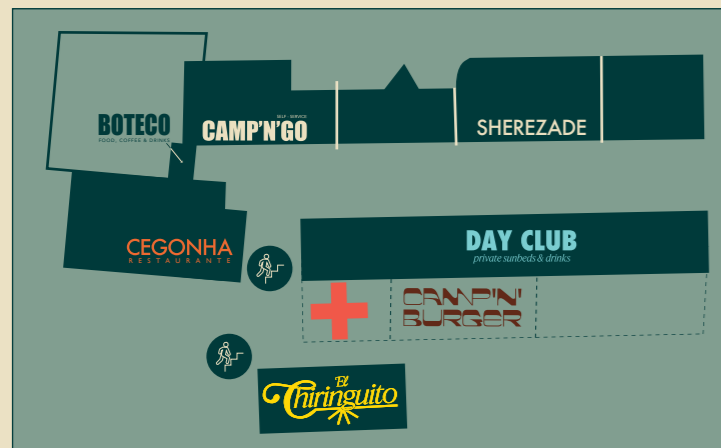 BOTECO
FOOD, COFFEE & DRINKS
SELF - SERVICE
CAMP'N'GO
SHEREZADE
CEGONHA
RESTAURANTE
DAY CLUB
private sunbeds & drinks
CAMP'N'
BURGER
El
Chiringuito